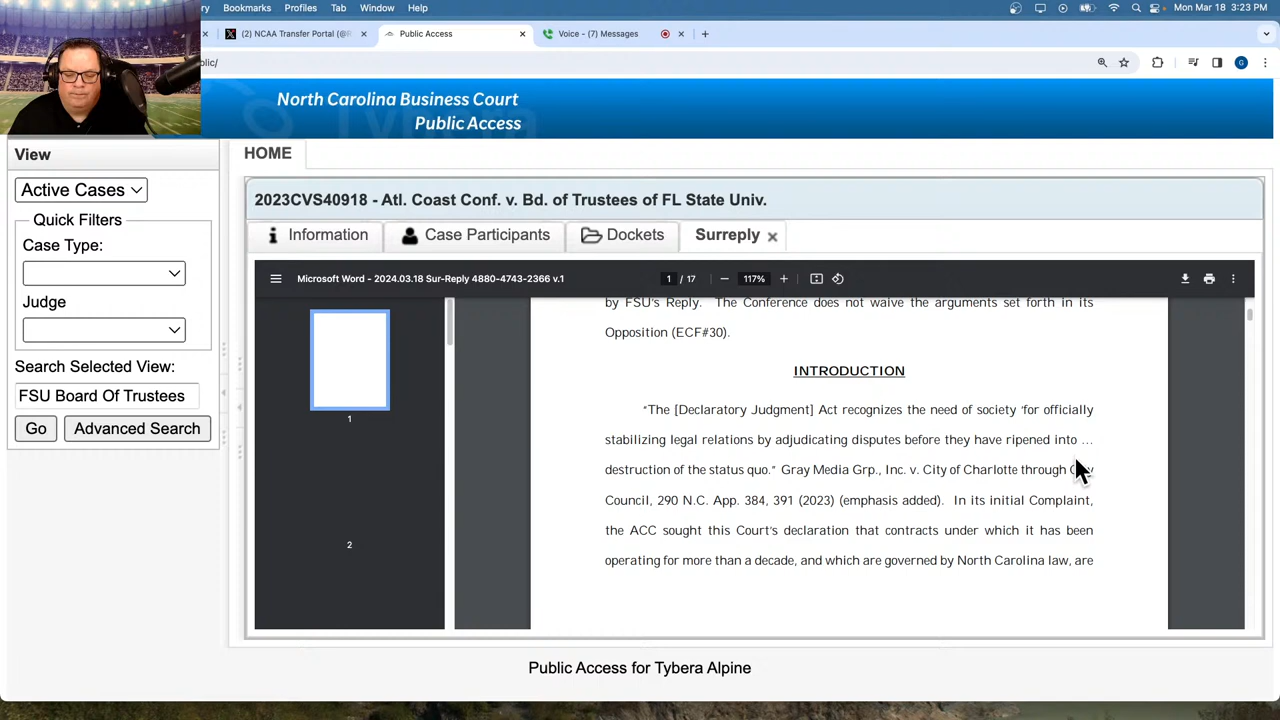 ry Bookmarks Profiles Tab Window Help
Mon Mar 18 3:23 PM
(2) NCAA Transfer Portal (@
Public Access
Voice - (7) Messages
North Carolina Business Court
Public Access
View
Active Cases
Quick Filters
Case Type:
Judge
Search Selected View:
FSU Board Of Trustees
Go Advanced Search
HOME
2023CVS40918 - Atl. Coast Conf. v. Bd. of Trustees of FL State Univ.
Information Case Participants Dockets Surreply
Microsoft Word - 2024.03.18 Sur-Reply 4880-4743-2366 v.1 1 / 17 117%
1
2
by FSU's Reply. The Conference does not waive the arguments set forth in its
Opposition (ECF#30).
INTRODUCTION
“The [Declaratory Judgment] Act recognizes the need of society ‘for officially
stabilizing legal relations by adjudicating disputes before they have ripened into …
destruction of the status quo.” Gray Media Grp., Inc. v. City of Charlotte through
Council, 290 N.C. App. 384, 391 (2023) (emphasis added). In its initial Complaint,
the ACC sought this Court's declaration that contracts under which it has been
operating for more than a decade, and which are governed by North Carolina law, are
Public Access for Tybera Alpine